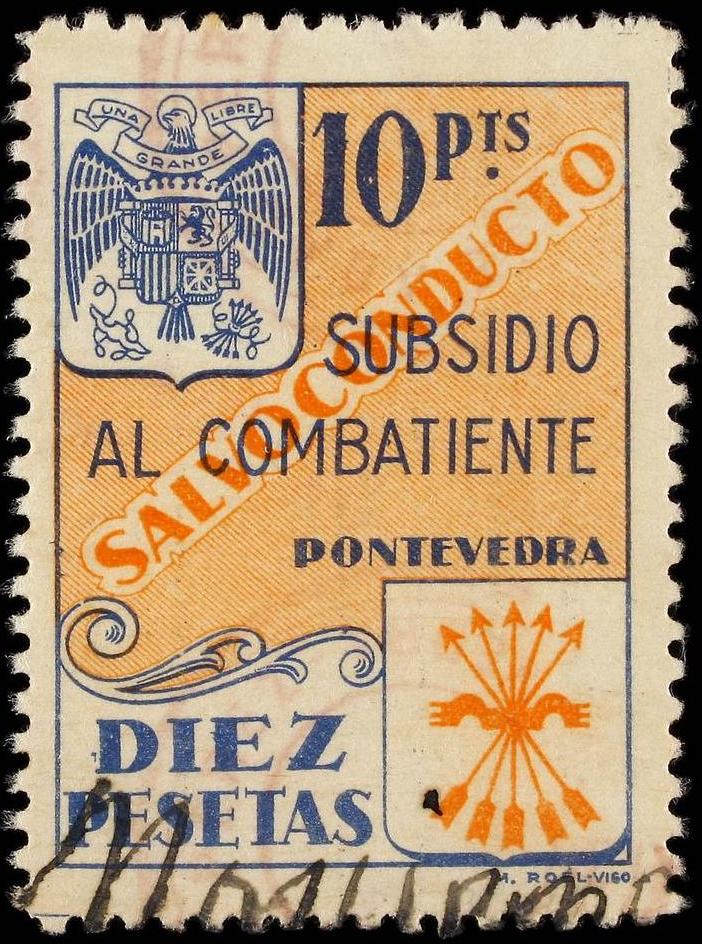 UNA GRANDE LIBRE
10 PTS.
SALVOCONDUCTO
SUBSIDIO
AL COMBATIENTE
PONTEVEDRA
DIEZ
PESETAS
M. ROEL-VIGO